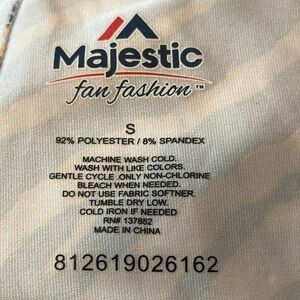 Majestic
fan fashion™
S
92% POLYESTER / 8% SPANDEX
MACHINE WASH COLD.
WASH WITH LIKE COLORS.
GENTLE CYCLE .ONLY NON-CHLORINE
BLEACH WHEN NEEDED.
DO NOT USE FABRIC SOFTNER.
TUMBLE DRY LOW.
COLD IRON IF NEEDED
RN# 137852
MADE IN CHINA
812619026162